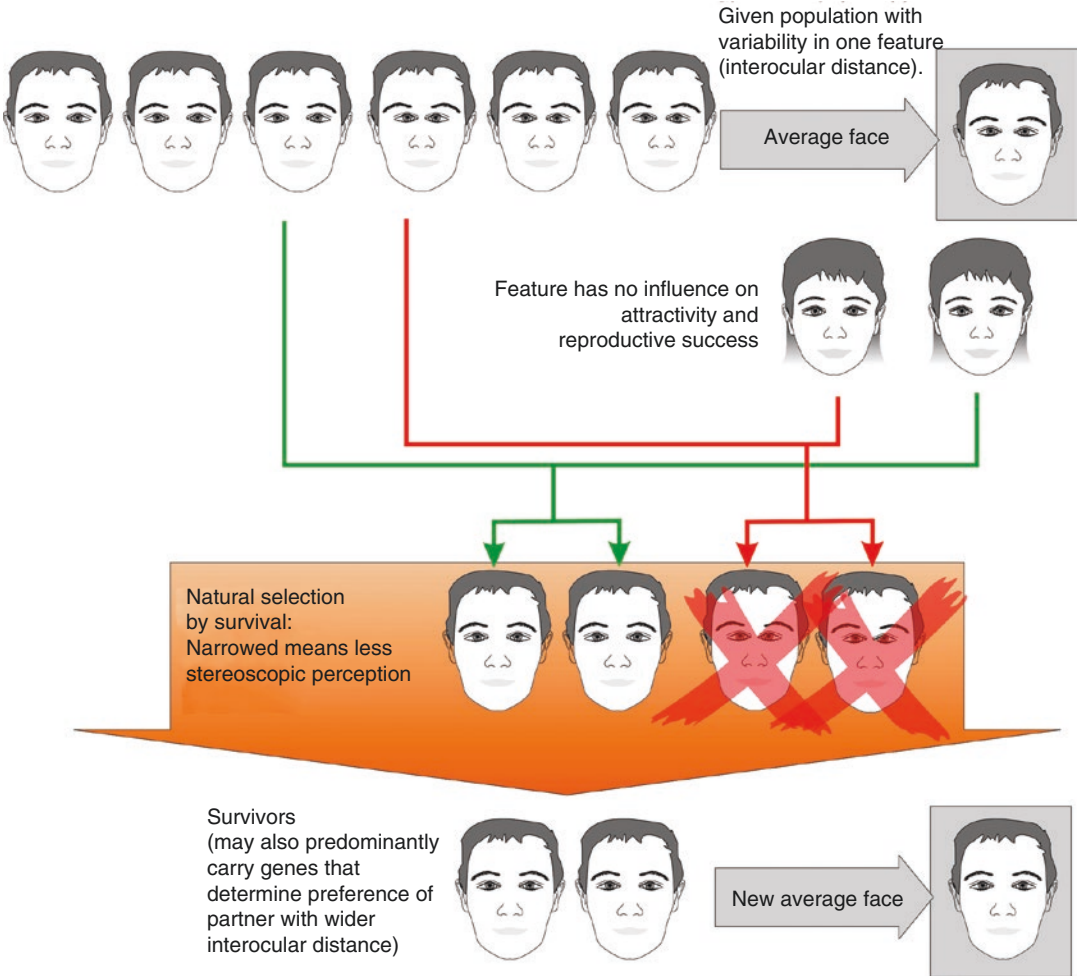 Given population with
variability in one feature
(interocular distance).
Average face
Feature has no influence on
attractivity and
reproductive success
Natural selection
by survival:
Narrowed means less
stereoscopic perception
Survivors
(may also predominantly
carry genes that
determine preference of
partner with wider
interocular distance)
New average face